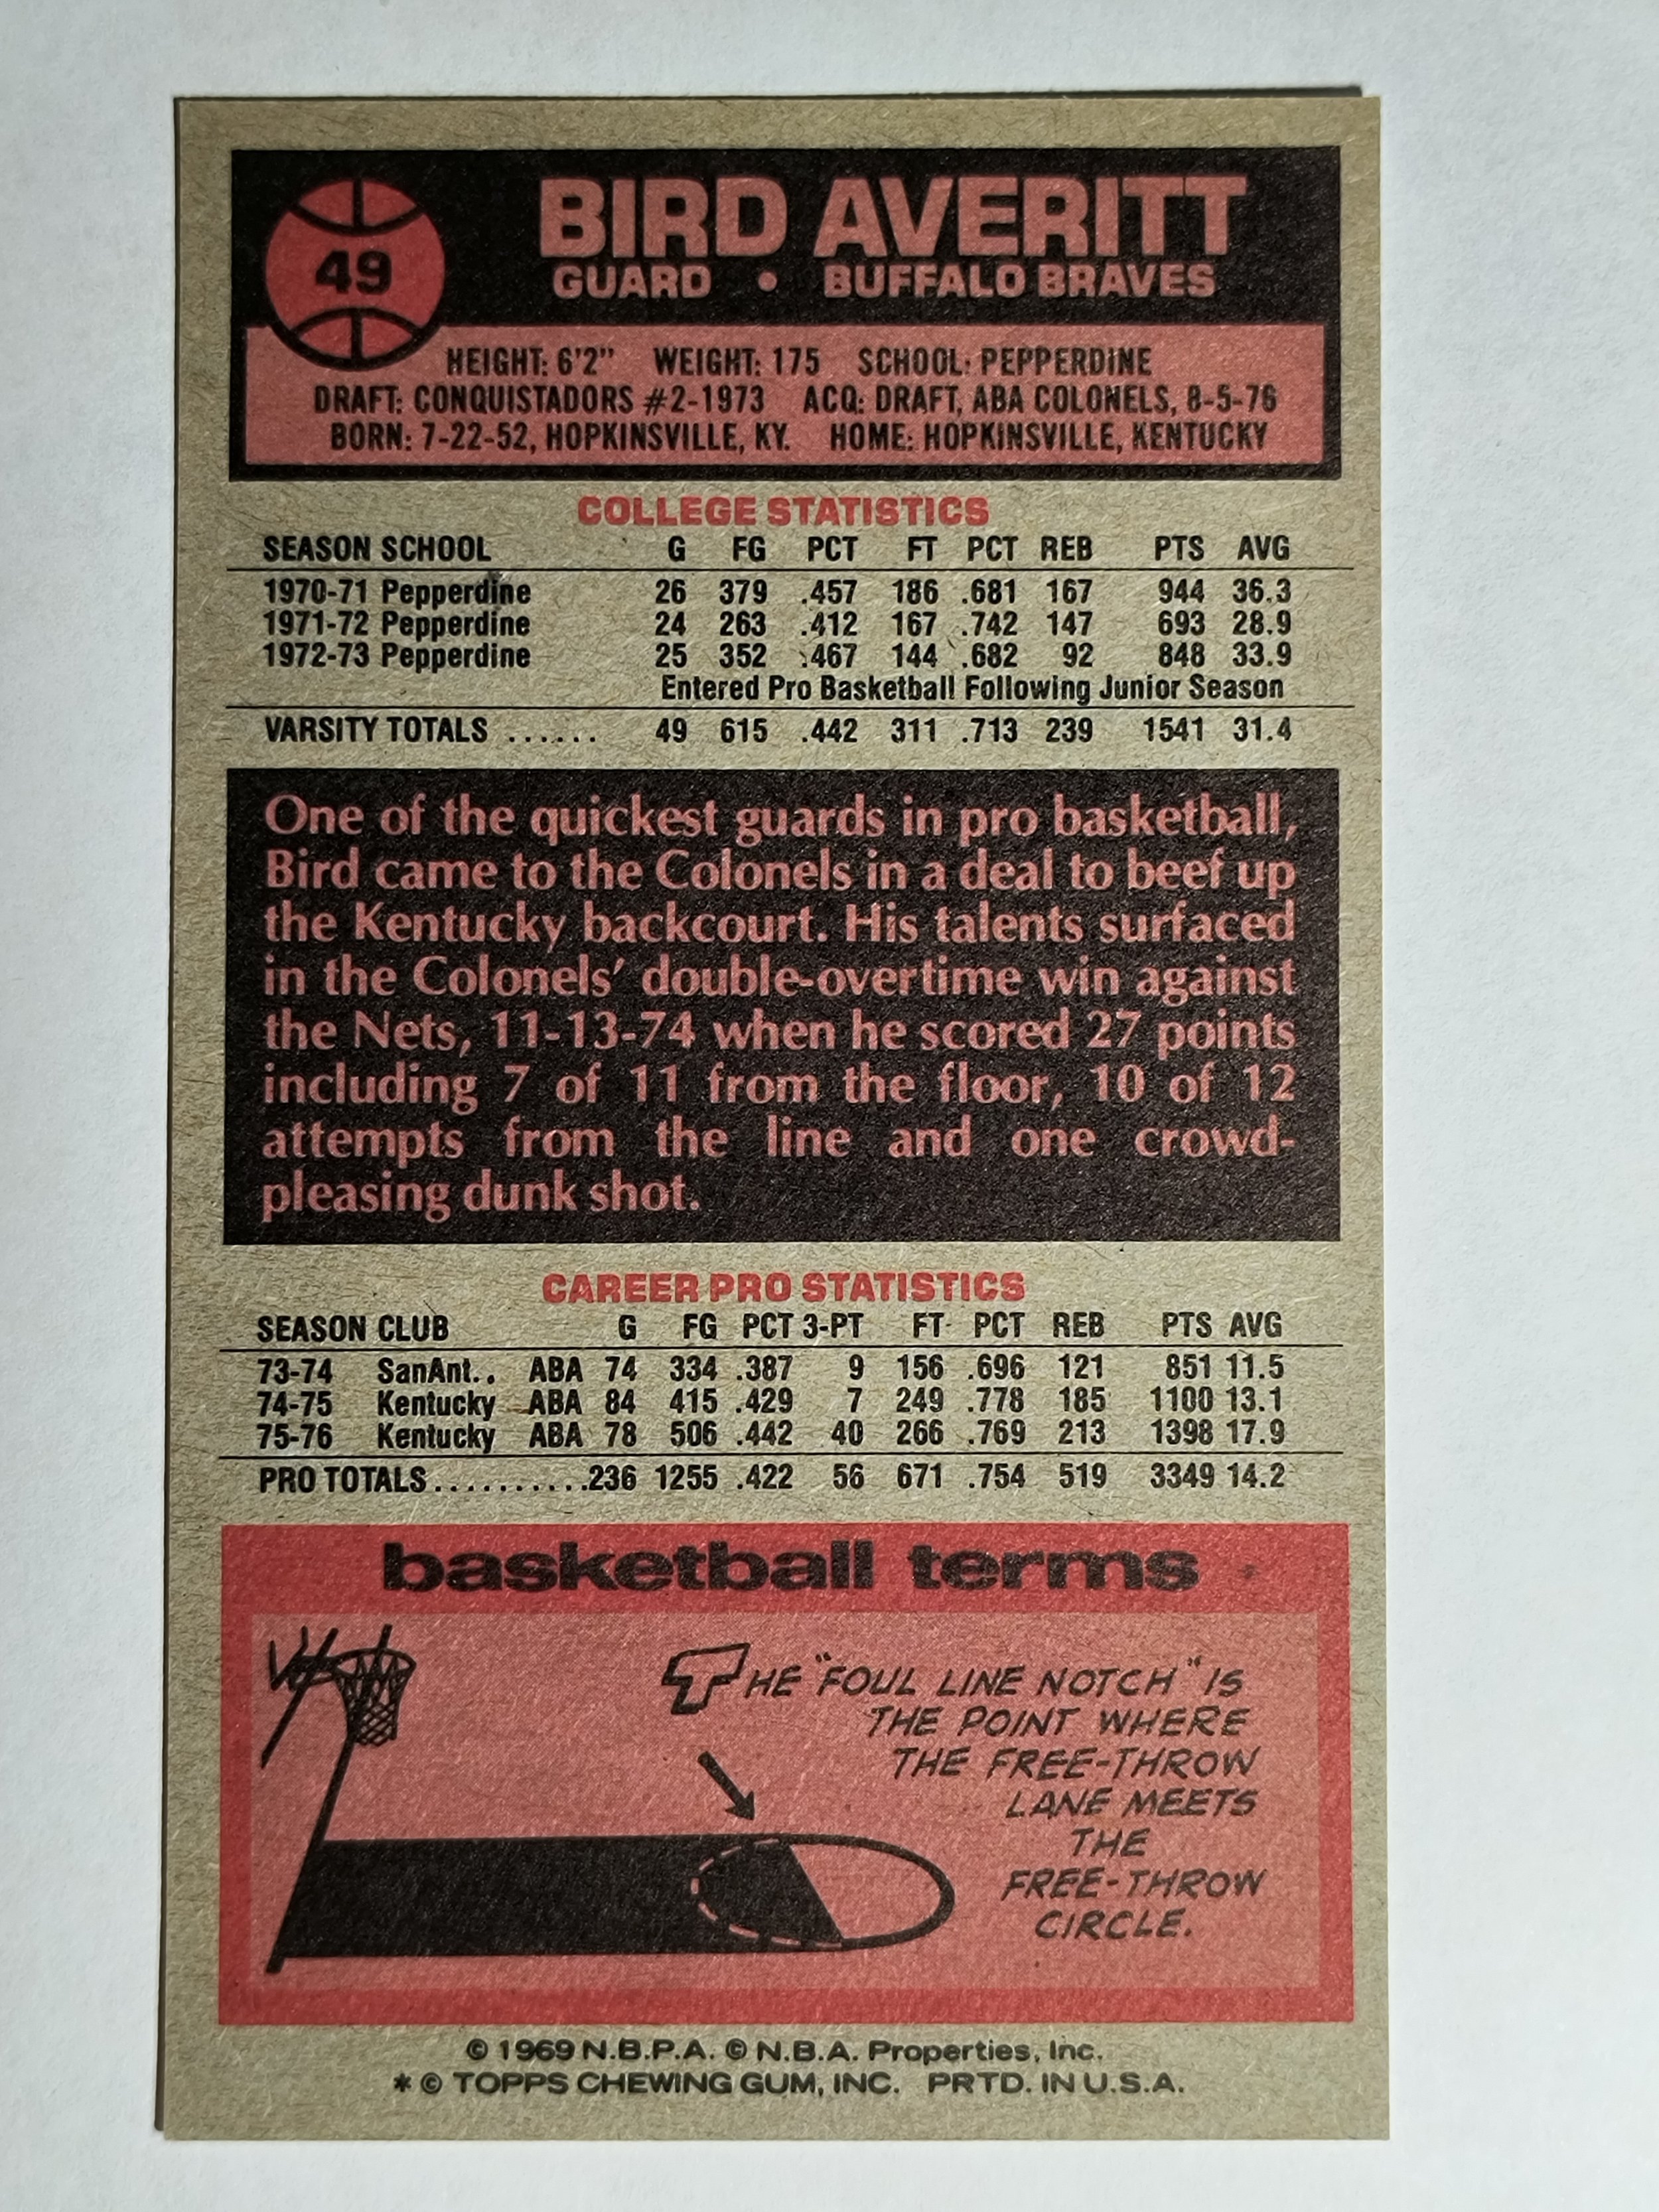 49
BIRD AVERITT
GUARD • BUFFALO BRAVES
HEIGHT: 6'2" WEIGHT: 175 SCHOOL: PEPPERDINE
DRAFT: CONQUISTADORS #2-1973 ACQ: DRAFT, ABA COLONELS, 8-5-76
BORN: 7-22-52, HOPKINSVILLE, KY. HOME: HOPKINSVILLE, KENTUCKY
COLLEGE STATISTICS
SEASON SCHOOL G FG PCT FT PCT REB PTS AVG
1970-71 Pepperdine 26 379 .457 186 .681 167 944 36.3
1971-72 Pepperdine 24 263 .412 167 .742 147 693 28.9
1972-73 Pepperdine 25 352 .467 144 .682 92 848 33.9
Entered Pro Basketball Following Junior Season
VARSITY TOTALS ...... 49 615 .442 311 .713 239 1541 31.4
One of the quickest guards in pro basketball,
Bird came to the Colonels in a deal to beef up
the Kentucky backcourt. His talents surfaced
in the Colonels' double-overtime win against
the Nets, 11-13-74 when he scored 27 points
including 7 of 11 from the floor, 10 of 12
attempts from the line and one crowd-
pleasing dunk shot.
CAREER PRO STATISTICS
SEASON CLUB G FG PCT 3-PT FT PCT REB PTS AVG
73-74 SanAnt.. ABA 74 334 .387 9 156 .696 121 851 11.5
74-75 Kentucky ABA 84 415 .429 7 249 .778 185 1100 13.1
75-76 Kentucky ABA 78 506 .442 40 266 .769 213 1398 17.9
PRO TOTALS..........236 1255 .422 56 671 .754 519 3349 14.2
basketball terms
THE "FOUL LINE NOTCH" IS
THE POINT WHERE
THE FREE-THROW
LANE MEETS
THE
FREE-THROW
CIRCLE.
© 1969 N.B.P.A. © N.B.A. Properties, Inc.
* © TOPPS CHEWING GUM, INC. PRTD. IN U.S.A.